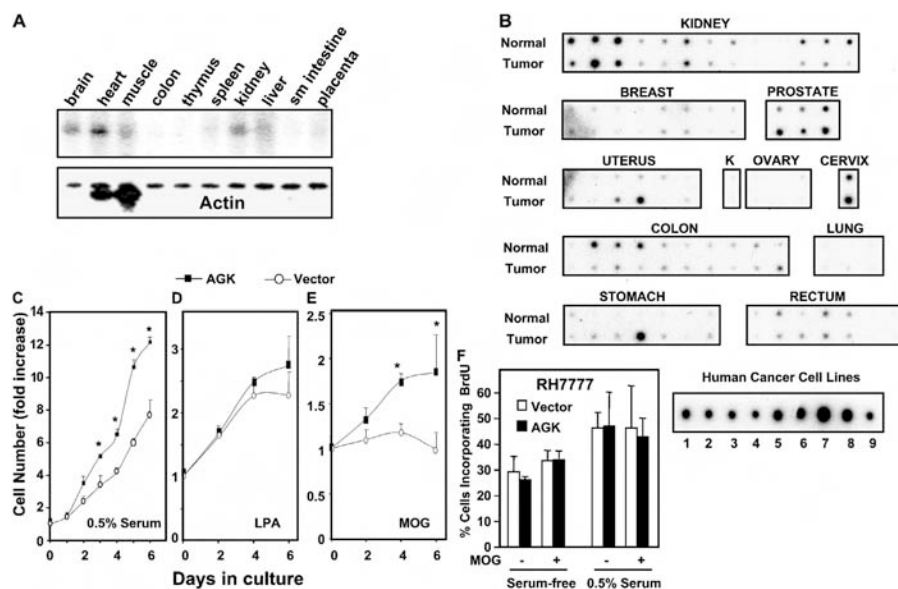 A
brain heart muscle colon thymus spleen kidney liver sm intestine placenta
Actin
B
KIDNEY
Normal
Tumor
BREAST PROSTATE
Normal
Tumor
UTERUS K OVARY CERVIX
Normal
Tumor
COLON LUNG
Normal
Tumor
STOMACH RECTUM
Normal
Tumor
Human Cancer Cell Lines
1 2 3 4 5 6 7 8 9
AGK Vector
C
Cell Number (fold increase)
14
12
10
8
6
4
2
0
* * * *
0.5% Serum
0 2 4 6
D
3
2
1
0
LPA
0 2 4 6
E
2.5
2
1.5
1
0.5
0
* *
MOG
0 2 4 6
Days in culture
F
% Cells Incorporating BrdU
60
50
40
30
20
10
0
RH7777
Vector
AGK
MOG - + - +
Serum-free 0.5% Serum